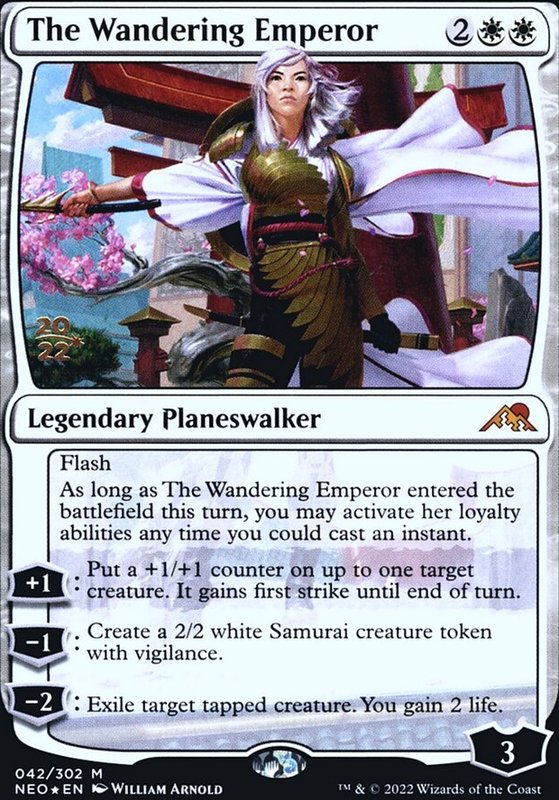 The Wandering Emperor 2
20
22
Legendary Planeswalker
Flash
As long as The Wandering Emperor entered the
battlefield this turn, you may activate her loyalty
abilities any time you could cast an instant.
+1: Put a +1/+1 counter on up to one target
creature. It gains first strike until end of turn.
−1: Create a 2/2 white Samurai creature token
with vigilance.
−2: Exile target tapped creature. You gain 2 life.
3
042/302 M
NEO★EN WILLIAM ARNOLD
™ & © 2022 Wizards of the Coast